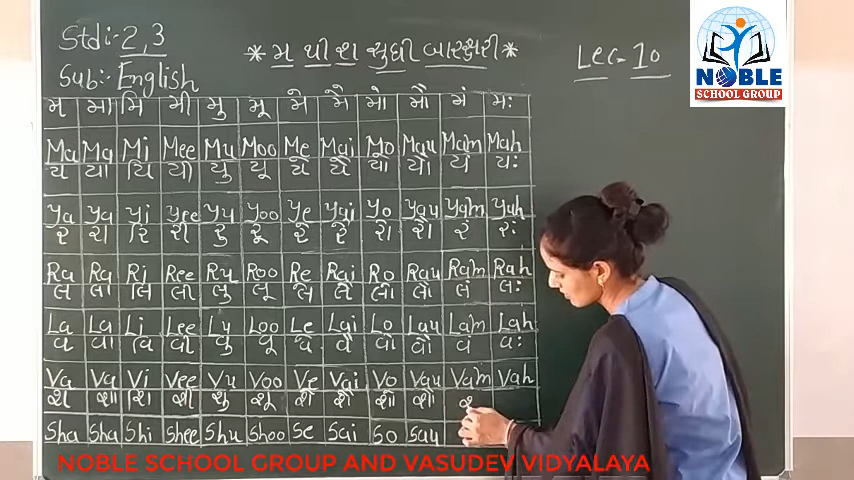 Std:- 2, 3
Sub:- English
* મ થી શ સુધી બારક્ષરી *
Lec- 10
NOBLE
SCHOOL GROUP
મ મા મિ મી મુ મૂ મે મૈ મો મૌ મં મઃ
Ma Ma Mi Mee Mu Moo Me Mai Mo Mau Mam Mah
ય યા યિ યી યુ યૂ યે યૈ યો યૌ યં યઃ
Ya Ya Yi Yee Yu Yoo Ye Yai Yo Yau Yam Yah
ર રા રિ રી રુ રૂ રે રૈ રો રૌ રં રઃ
Ra Ra Ri Ree Ru Roo Re Rai Ro Rau Ram Rah
લ લા લિ લી લુ લૂ લે લૈ લો લૌ લં લઃ
La La Li Lee Lu Loo Le Lai Lo Lau Lam Lah
વ વા વિ વી વુ વૂ વે વૈ વો વૌ વં વઃ
Va Va Vi Vee Vu Voo Ve Vai Vo Vau Vam Vah
શ શા શિ શી શુ શૂ શે શૈ શો શૌ શ
Sha Sha Shi Shee Shu Shoo Se Sai So Sau
NOBLE SCHOOL GROUP AND VASUDEV VIDYALAYA